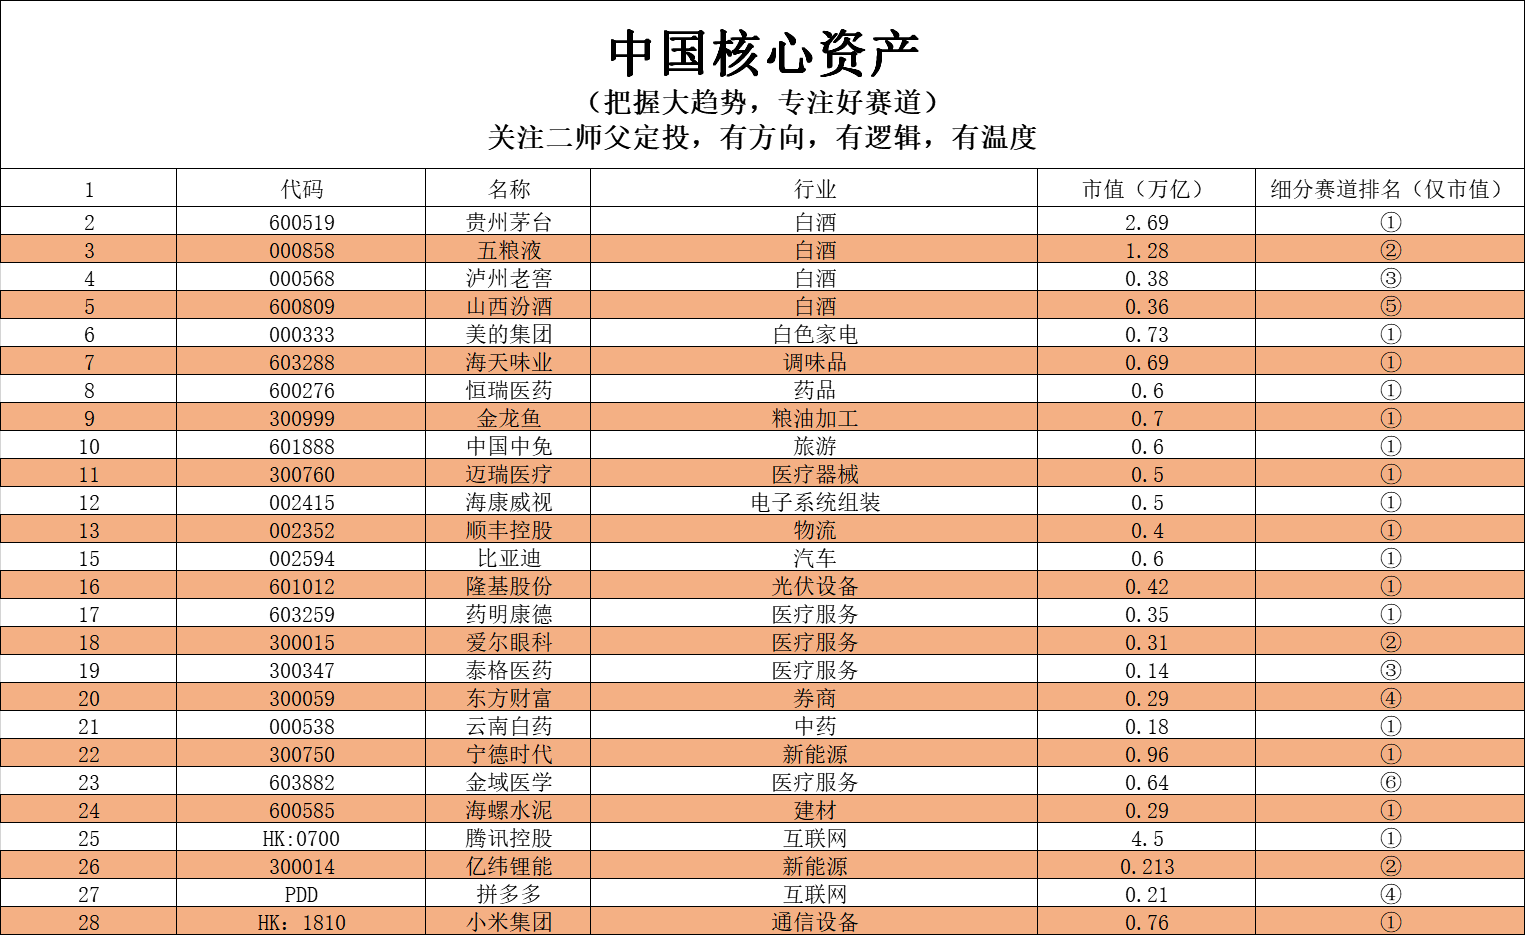 中国核心资产
（把握大趋势，专注好赛道）
关注二师父定投，有方向，有逻辑，有温度
1 代码 名称 行业 市值（万亿） 细分赛道排名（仅市值）
2 600519 贵州茅台 白酒 2.69 ①
3 000858 五粮液 白酒 1.28 ②
4 000568 泸州老窖 白酒 0.38 ③
5 600809 山西汾酒 白酒 0.36 ⑤
6 000333 美的集团 白色家电 0.73 ①
7 603288 海天味业 调味品 0.69 ①
8 600276 恒瑞医药 药品 0.6 ①
9 300999 金龙鱼 粮油加工 0.7 ①
10 601888 中国中免 旅游 0.6 ①
11 300760 迈瑞医疗 医疗器械 0.5 ①
12 002415 海康威视 电子系统组装 0.5 ①
13 002352 顺丰控股 物流 0.4 ①
15 002594 比亚迪 汽车 0.6 ①
16 601012 隆基股份 光伏设备 0.42 ①
17 603259 药明康德 医疗服务 0.35 ①
18 300015 爱尔眼科 医疗服务 0.31 ②
19 300347 泰格医药 医疗服务 0.14 ③
20 300059 东方财富 券商 0.29 ④
21 000538 云南白药 中药 0.18 ①
22 300750 宁德时代 新能源 0.96 ①
23 603882 金域医学 医疗服务 0.64 ⑥
24 600585 海螺水泥 建材 0.29 ①
25 HK:0700 腾讯控股 互联网 4.5 ①
26 300014 亿纬锂能 新能源 0.213 ②
27 PDD 拼多多 互联网 0.21 ④
28 HK：1810 小米集团 通信设备 0.76 ①